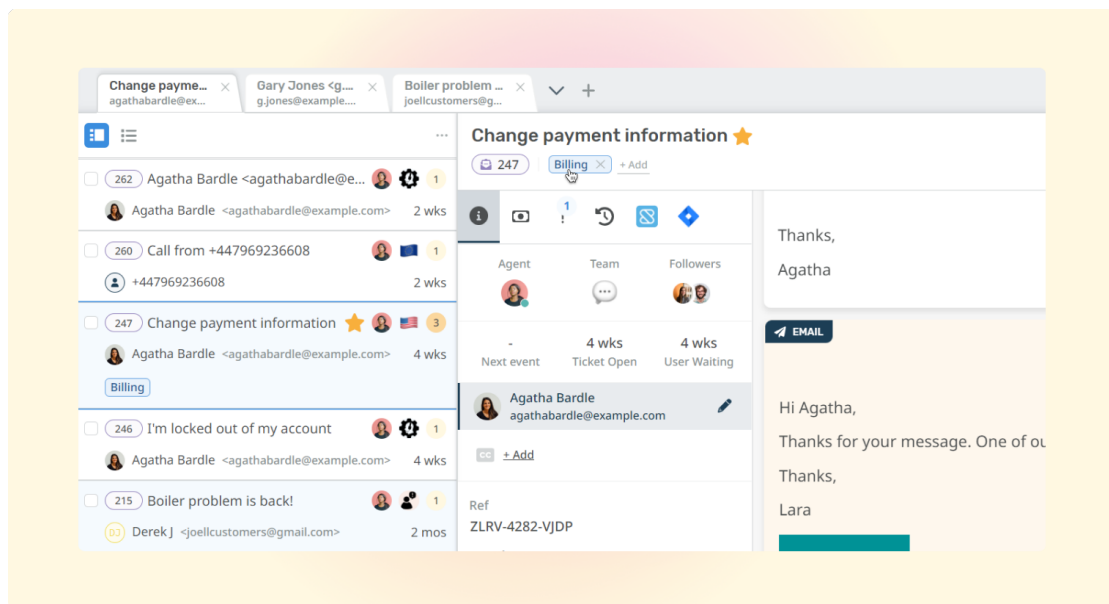 Change payme...
agathabardle@ex...
Gary Jones <g....
g.jones@example....
Boiler problem ...
joellcustomers@g...
262 Agatha Bardle <agathabardle@e... 1
Agatha Bardle <agathabardle@example.com> 2 wks
260 Call from +447969236608 1
+447969236608 2 wks
247 Change payment information 3
Agatha Bardle <agathabardle@example.com> 4 wks
Billing
246 I'm locked out of my account 1
Agatha Bardle <agathabardle@example.com> 4 wks
215 Boiler problem is back! 1
DJ Derek J <joellcustomers@gmail.com> 2 mos
Change payment information
247 Billing + Add
1
Agent Team Followers
- 4 wks 4 wks
Next event Ticket Open User Waiting
Agatha Bardle
agathabardle@example.com
CC + Add
Ref
ZLRV-4282-VJDP
Thanks,
Agatha
EMAIL
Hi Agatha,
Thanks for your message. One of ou
Thanks,
Lara